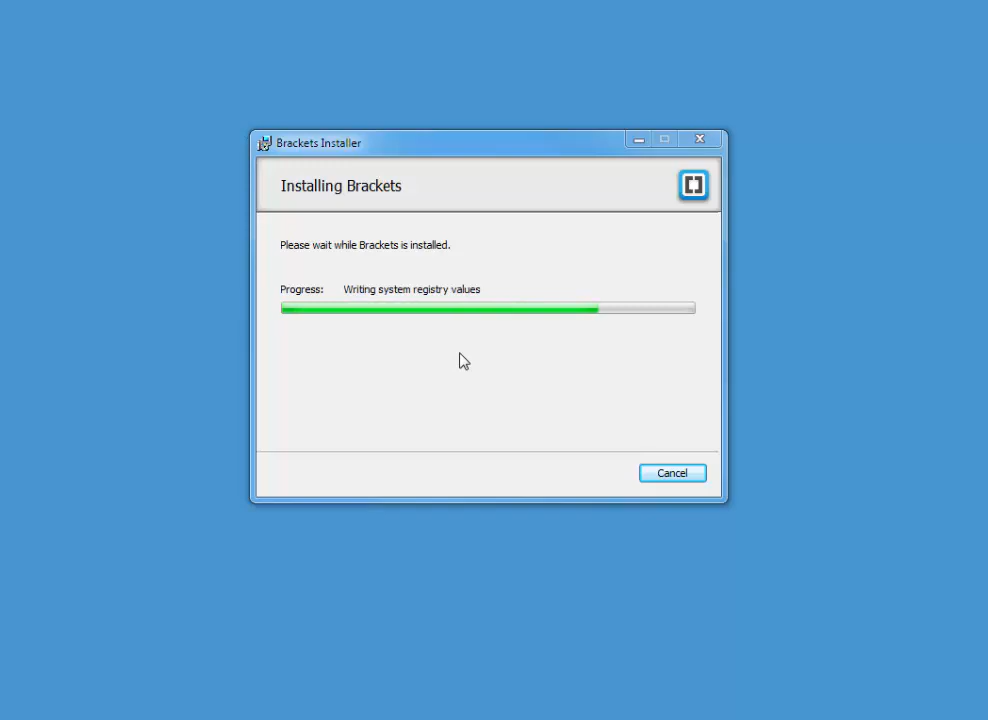 Brackets Installer
Installing Brackets
Please wait while Brackets is installed.
Progress: Writing system registry values
Cancel